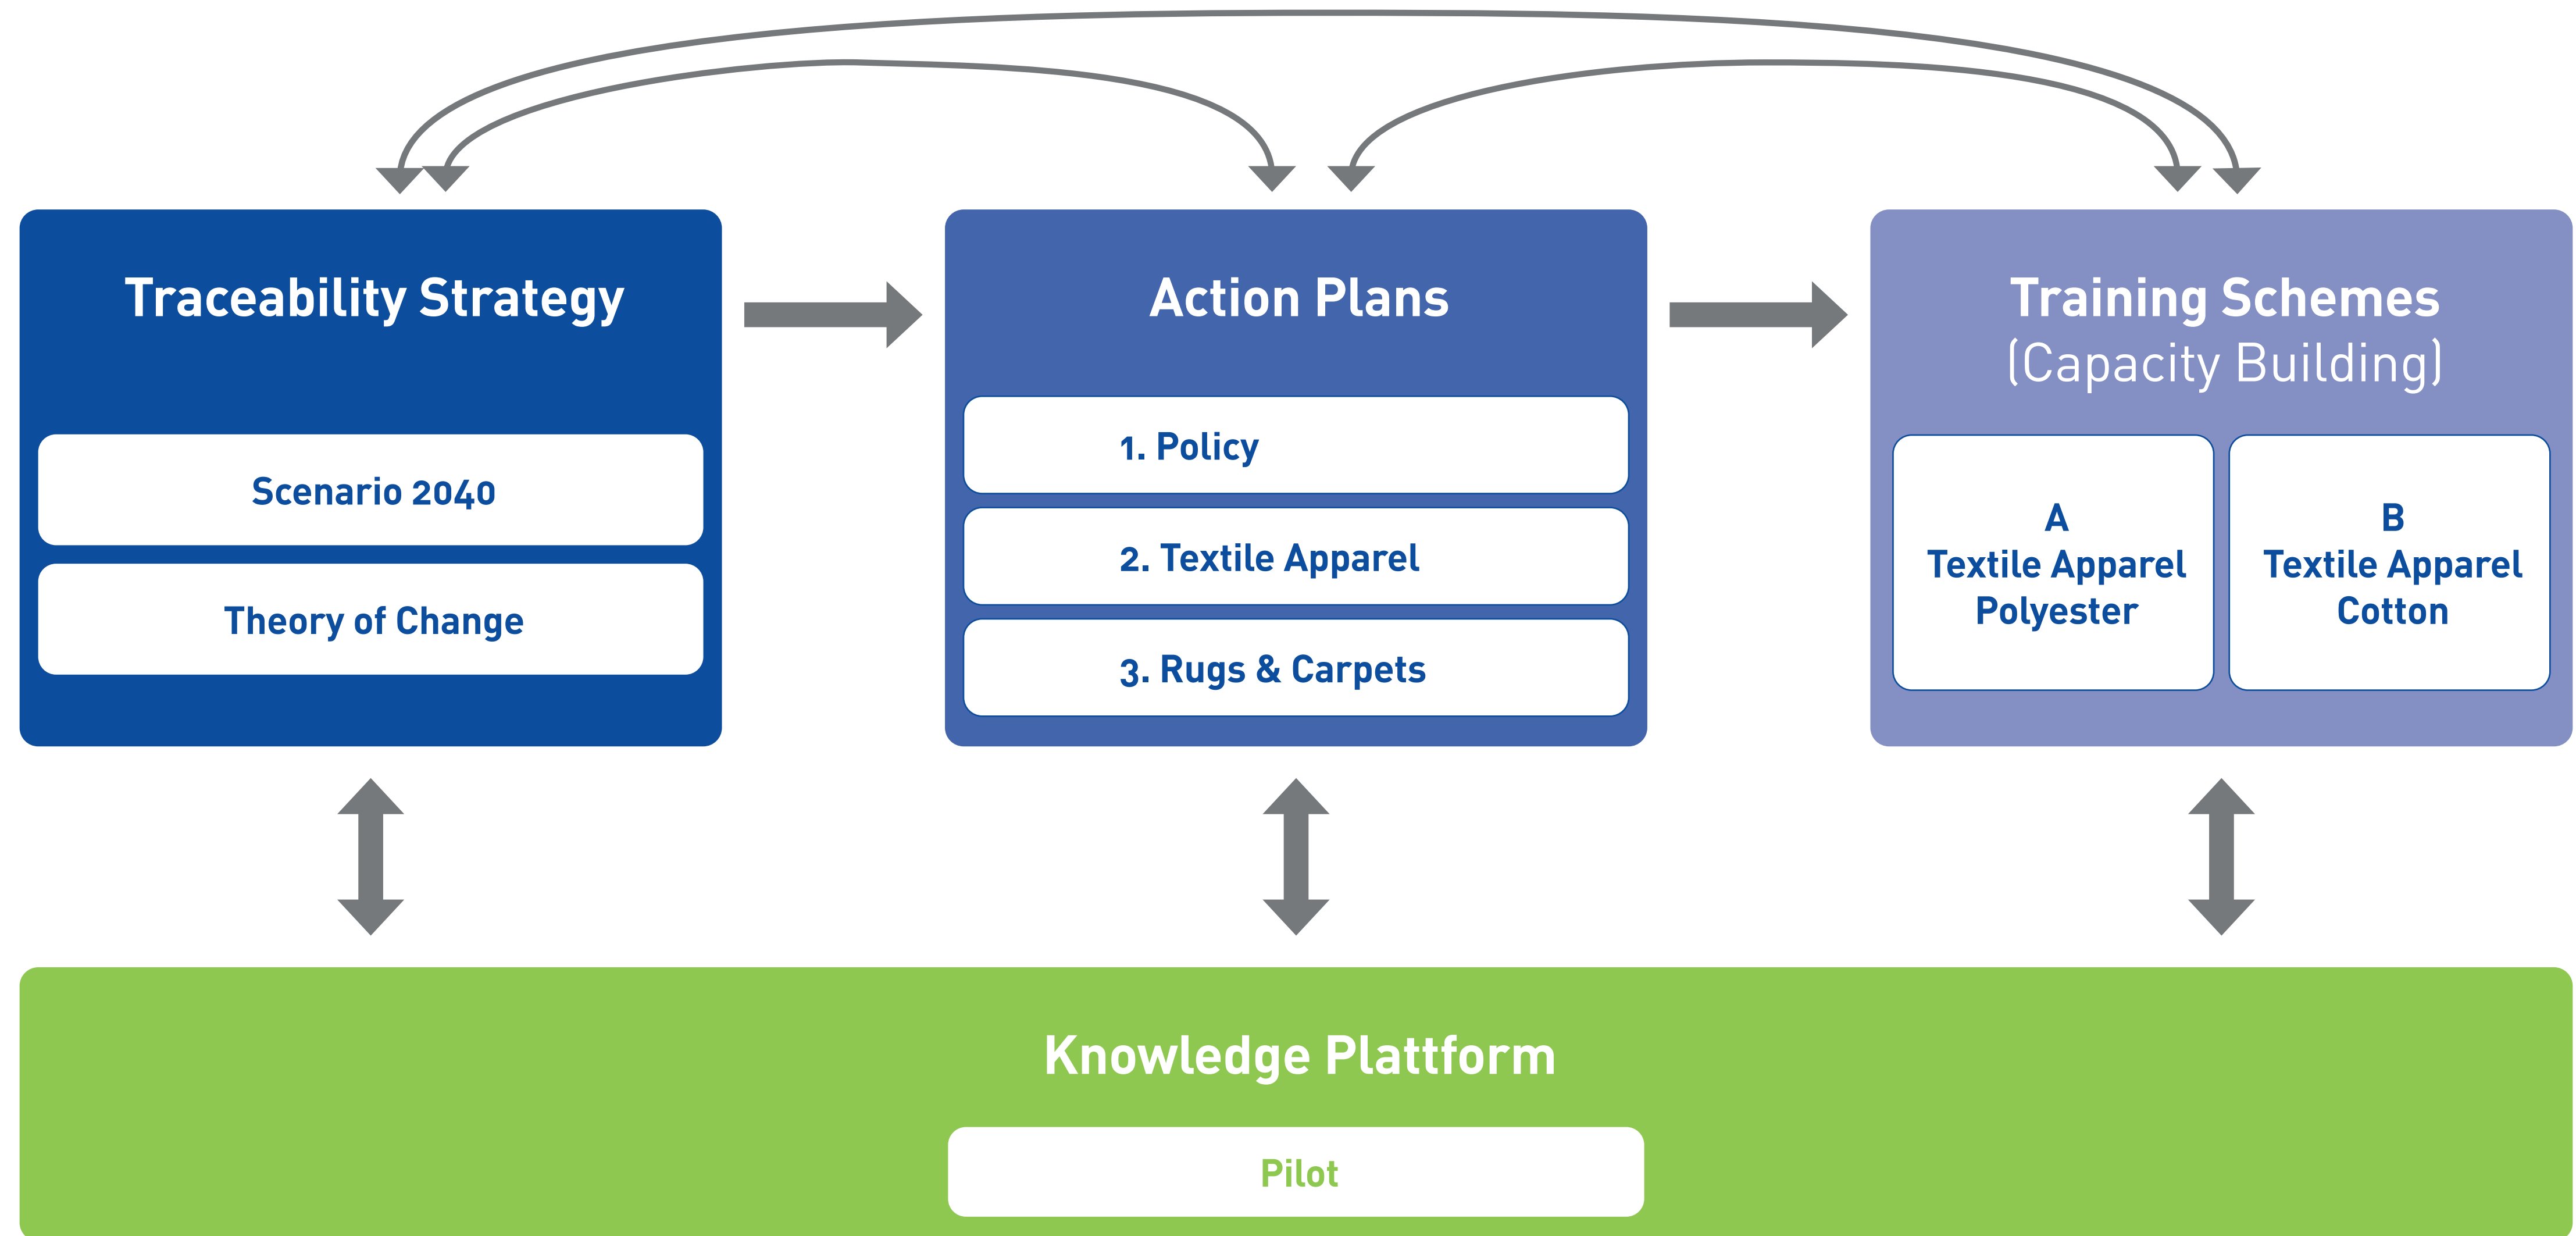 Traceability Strategy
Scenario 2040
Theory of Change
Action Plans
1. Policy
2. Textile Apparel
3. Rugs & Carpets
Training Schemes
(Capacity Building)
A
Textile Apparel
Polyester
B
Textile Apparel
Cotton
Knowledge Plattform
Pilot